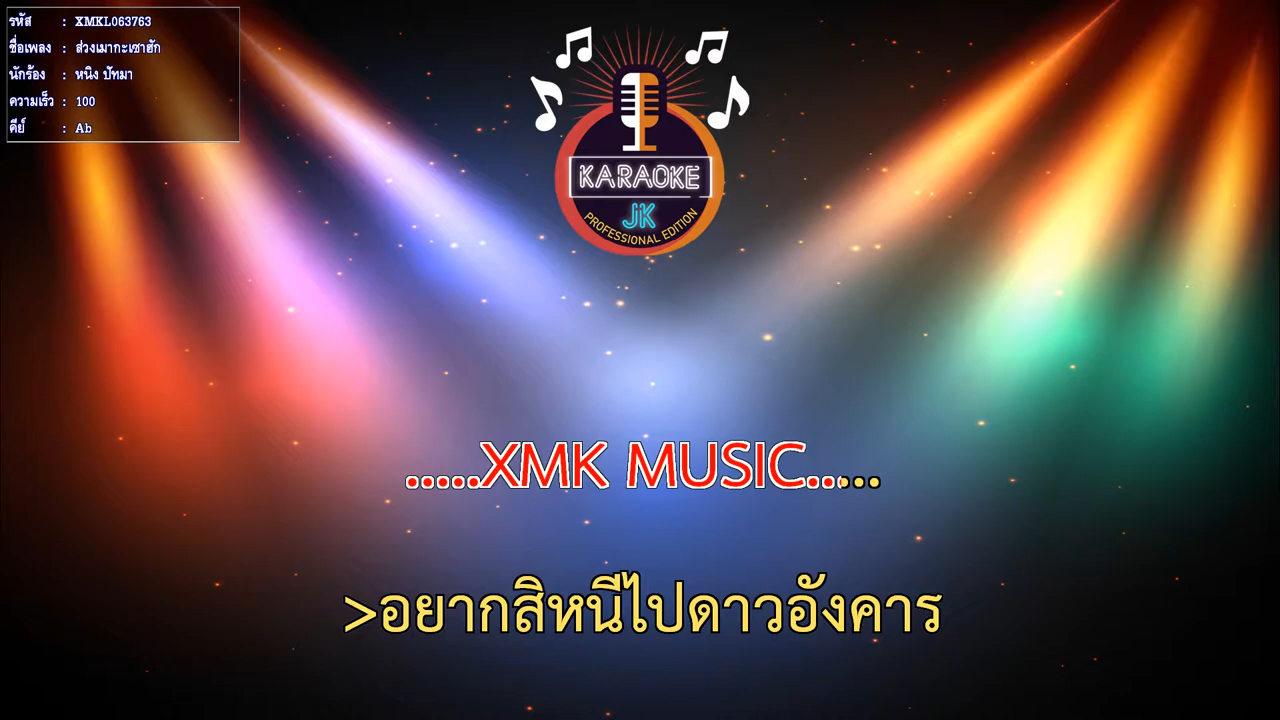 รหัส : XMKL063763
ชื่อเพลง : ส่วงเมากะเซาฮัก
นักร้อง : หนิง ปัทมา
ความเร็ว : 100
คีย์ : Ab
KARAOKE
JK
PROFESSIONAL EDITION
.....XMK MUSIC.....
>อยากสิหนีไปดาวอังคาร